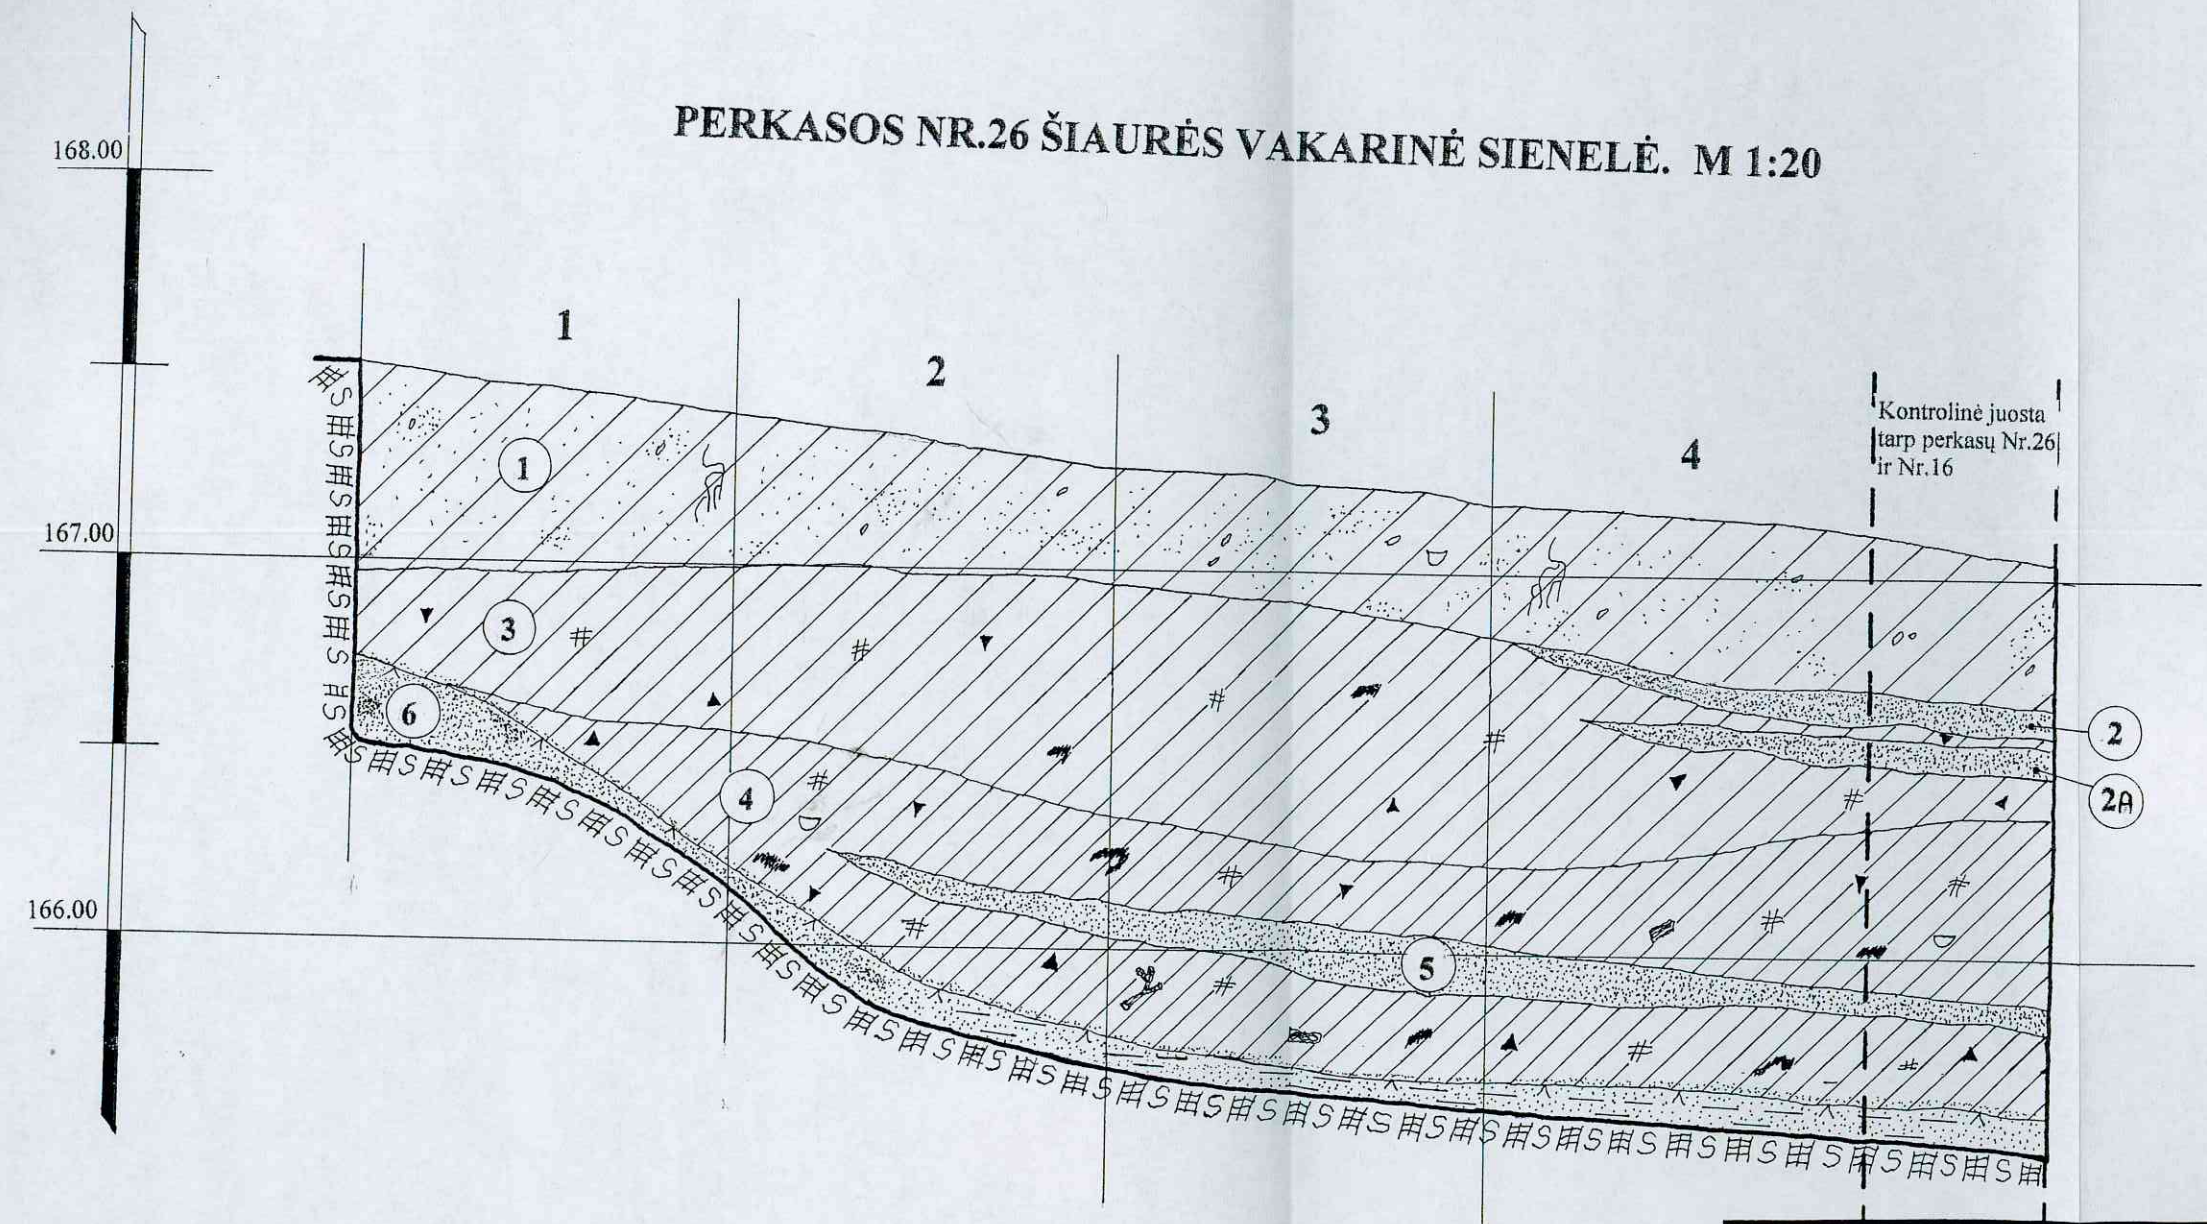 PERKASOS NR.26 ŠIAURĖS VAKARINĖ SIENELĖ. M 1:20
168.00
1
2
3
4
Kontrolinė juosta
tarp perkasų Nr.26
ir Nr.16
1
167.00
3
6
2
4
2A
166.00
5